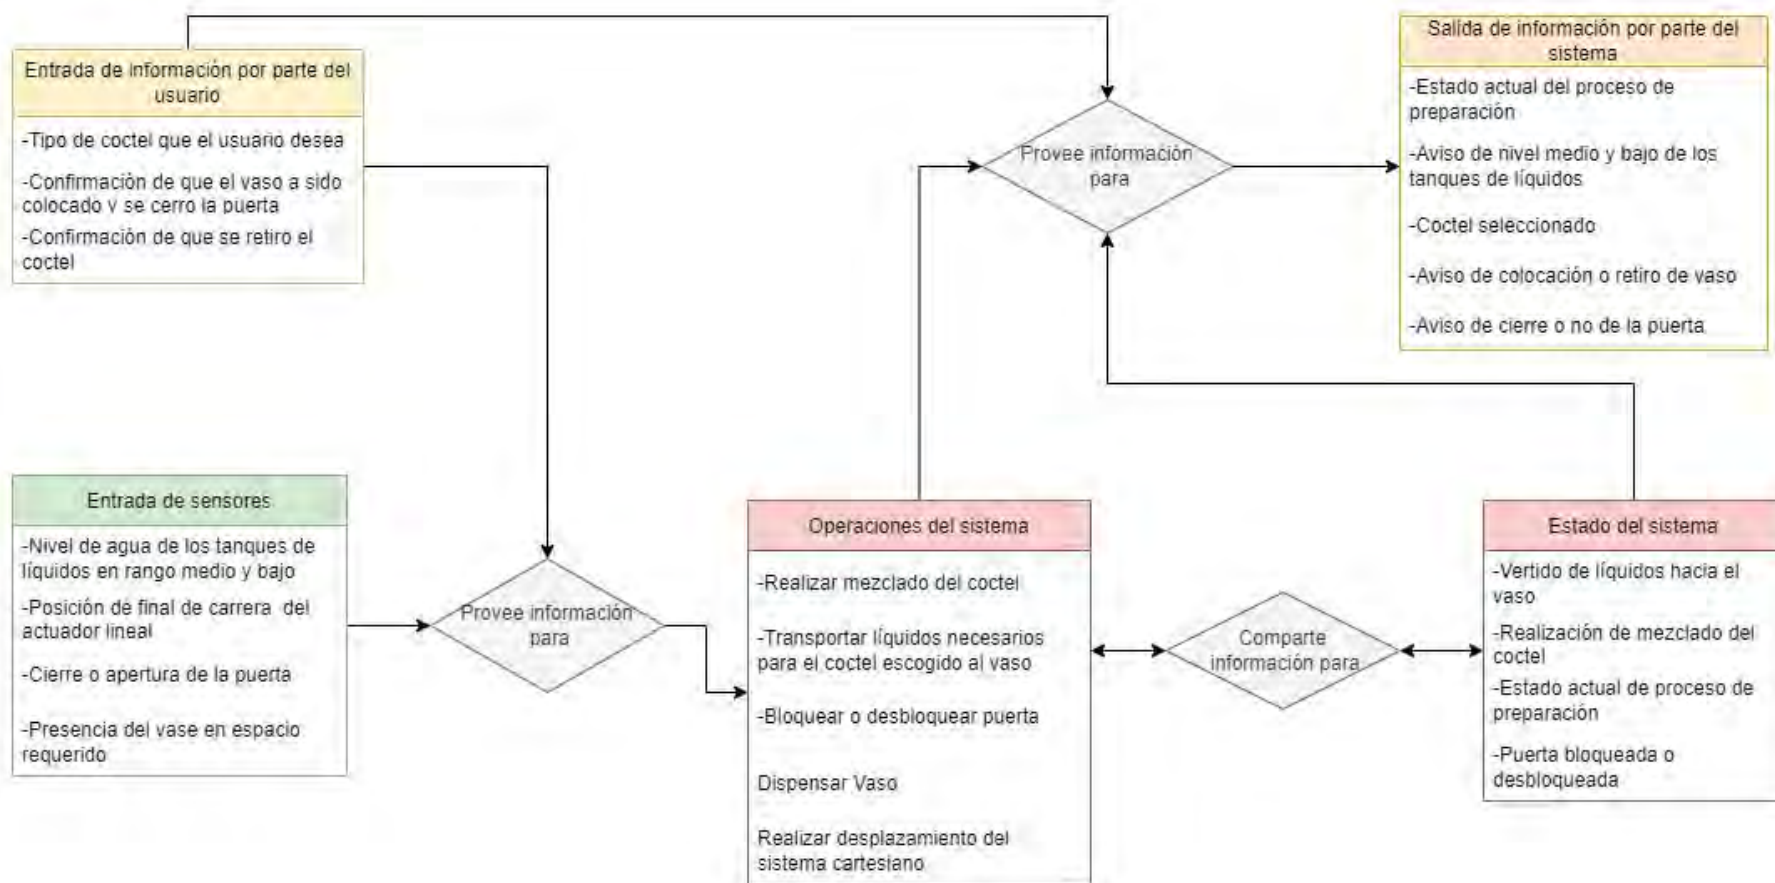 Entrada de información por parte del
usuario
-Tipo de coctel que el usuario desea
-Confirmación de que el vaso a sido
colocado y se cerro la puerta
-Confirmación de que se retiro el
coctel
Provee información
para
Salida de información por parte del
sistema
-Estado actual del proceso de
preparación
-Aviso de nivel medio y bajo de los
tanques de líquidos
-Coctel seleccionado
-Aviso de colocación o retiro de vaso
-Aviso de cierre o no de la puerta
Entrada de sensores
-Nivel de agua de los tanques de
líquidos en rango medio y bajo
-Posición de final de carrera del
actuador lineal
-Cierre o apertura de la puerta
-Presencia del vase en espacio
requerido
Provee información
para
Operaciones del sistema
-Realizar mezclado del coctel
-Transportar líquidos necesarios
para el coctel escogido al vaso
-Bloquear o desbloquear puerta
Dispensar Vaso
Realizar desplazamiento del
sistema cartesiano
Comparte
información para
Estado del sistema
-Vertido de líquidos hacia el
vaso
-Realización de mezclado del
coctel
-Estado actual de proceso de
preparación
-Puerta bloqueada o
desbloqueada